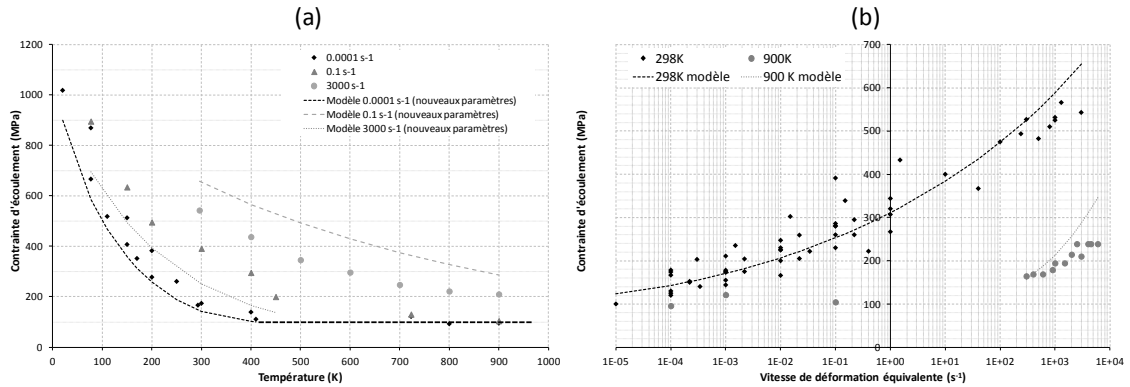 (a)
(b)
Contrainte d'écoulement (MPa)
1200
1000
800
600
400
200
0
0.0001 s-1
0.1 s-1
3000 s-1
Modèle 0.0001 s-1 (nouveaux paramètres)
Modèle 0.1 s-1 (nouveaux paramètres)
Modèle 3000 s-1 (nouveaux paramètres)
0 100 200 300 400 500 600 700 800 900 1000
Température (K)
Contrainte d'écoulement (MPa)
298K
900K
298K modèle
900 K modèle
700
600
500
400
300
200
100
0
1E-05 1E-04 1E-03 1E-02 1E-01 1E+00 1E+01 1E+02 1E+03 1E+04
Vitesse de déformation équivalente (s-1)